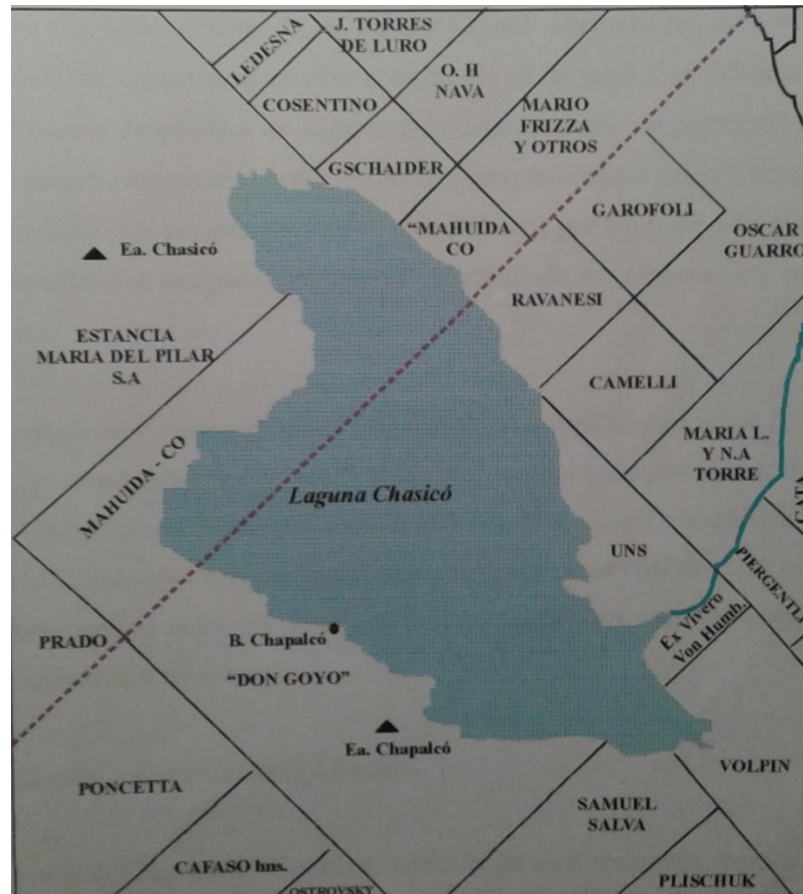 J. TORRES
DE LURO
LEDESNA
O. H
NAVA
COSENTINO
MARIO
FRIZZA
Y OTROS
GSCHAIDER
GAROFOLI
"MAHUIDA
CO
OSCAR
GUARRO
Ea. Chasicó
RAVANESI
ESTANCIA
MARIA DEL PILAR
S.A
CAMELLI
MARIA L.
Y N.A
TORRE
MAHUIDA - CO
Laguna Chasicó
UNS
PIERGENTL
Ex Vivero
Von Humb.
PRADO
B. Chapalcó
"DON GOYO"
Ea. Chapalcó
VOLPIN
PONCETTA
SAMUEL
SALVA
CAFASO hns.
PLISCHUK
OSTROVSKY